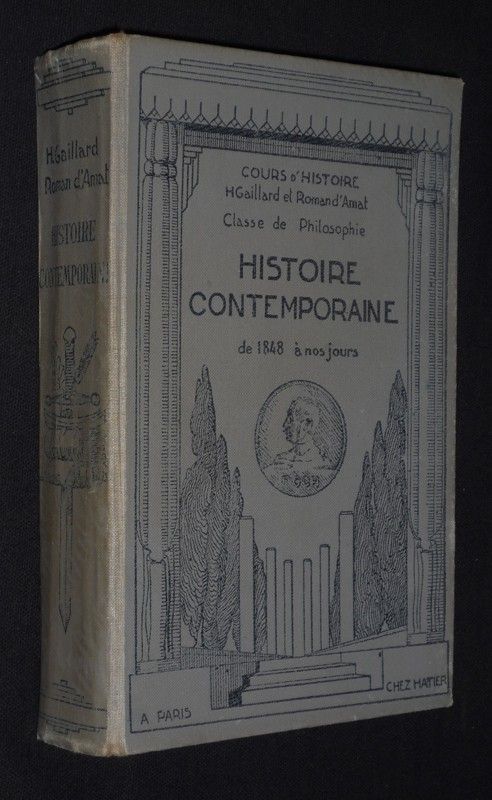 H Gaillard
Roman d'Amat
HISTOIRE
CONTEMPORAINE
COURS D'HISTOIRE
H Gaillard et Roman d'Amat
Classe de Philosophie
HISTOIRE
CONTEMPORAINE
de 1848 à nos jours
A PARIS
CHEZ HATIER